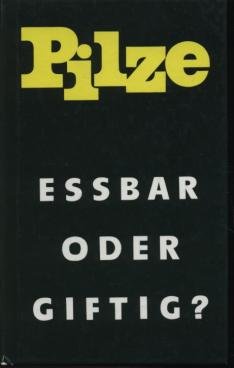 Pilze
ESSBAR
ODER
GIFTIG?